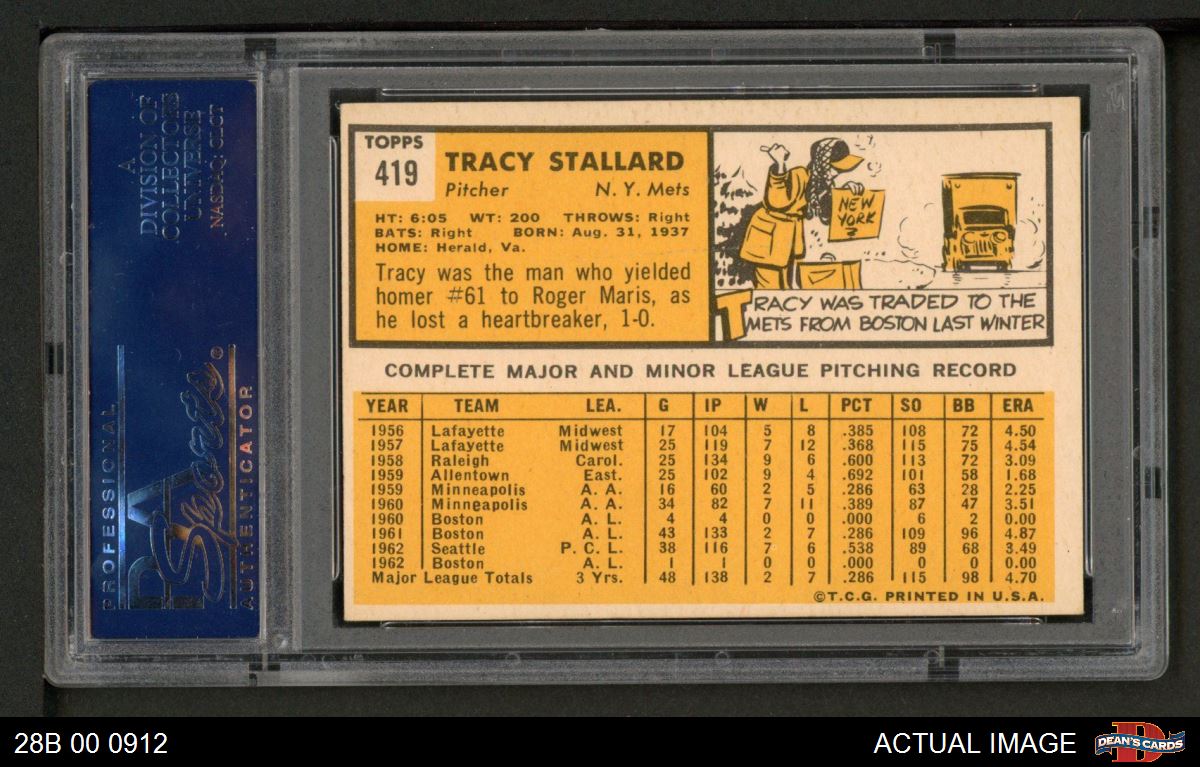 A
DIVISION OF
COLLECTORS
UNIVERSE
NASDAQ: CLCT
PROFESSIONAL
PSA
Sports
®
AUTHENTICATOR
TOPPS
419
TRACY STALLARD
Pitcher N. Y. Mets
HT: 6:05 WT: 200 THROWS: Right
BATS: Right BORN: Aug. 31, 1937
HOME: Herald, Va.
Tracy was the man who yielded
homer #61 to Roger Maris, as
he lost a heartbreaker, 1-0.
NEW
YORK
?
TRACY WAS TRADED TO THE
METS FROM BOSTON LAST WINTER
COMPLETE MAJOR AND MINOR LEAGUE PITCHING RECORD
YEAR TEAM LEA. G IP W L PCT SO BB ERA
1956 Lafayette Midwest 17 104 5 8 .385 108 72 4.50
1957 Lafayette Midwest 25 119 7 12 .368 115 75 4.54
1958 Raleigh Carol. 25 134 9 6 .600 113 72 3.09
1959 Allentown East. 25 102 9 4 .692 101 58 1.68
1959 Minneapolis A. A. 16 60 2 5 .286 63 28 2.25
1960 Minneapolis A. A. 34 82 7 11 .389 87 47 3.51
1960 Boston A. L. 4 4 0 0 .000 6 2 0.00
1961 Boston A. L. 43 133 2 7 .286 109 96 4.87
1962 Seattle P. C. L. 38 116 7 6 .538 89 68 3.49
1962 Boston A. L. 1 1 0 0 .000 0 0 0.00
Major League Totals 3 Yrs. 48 138 2 7 .286 115 98 4.70
©T.C.G. PRINTED IN U.S.A.
28B 00 0912
ACTUAL IMAGE
D
DEAN'S CARDS